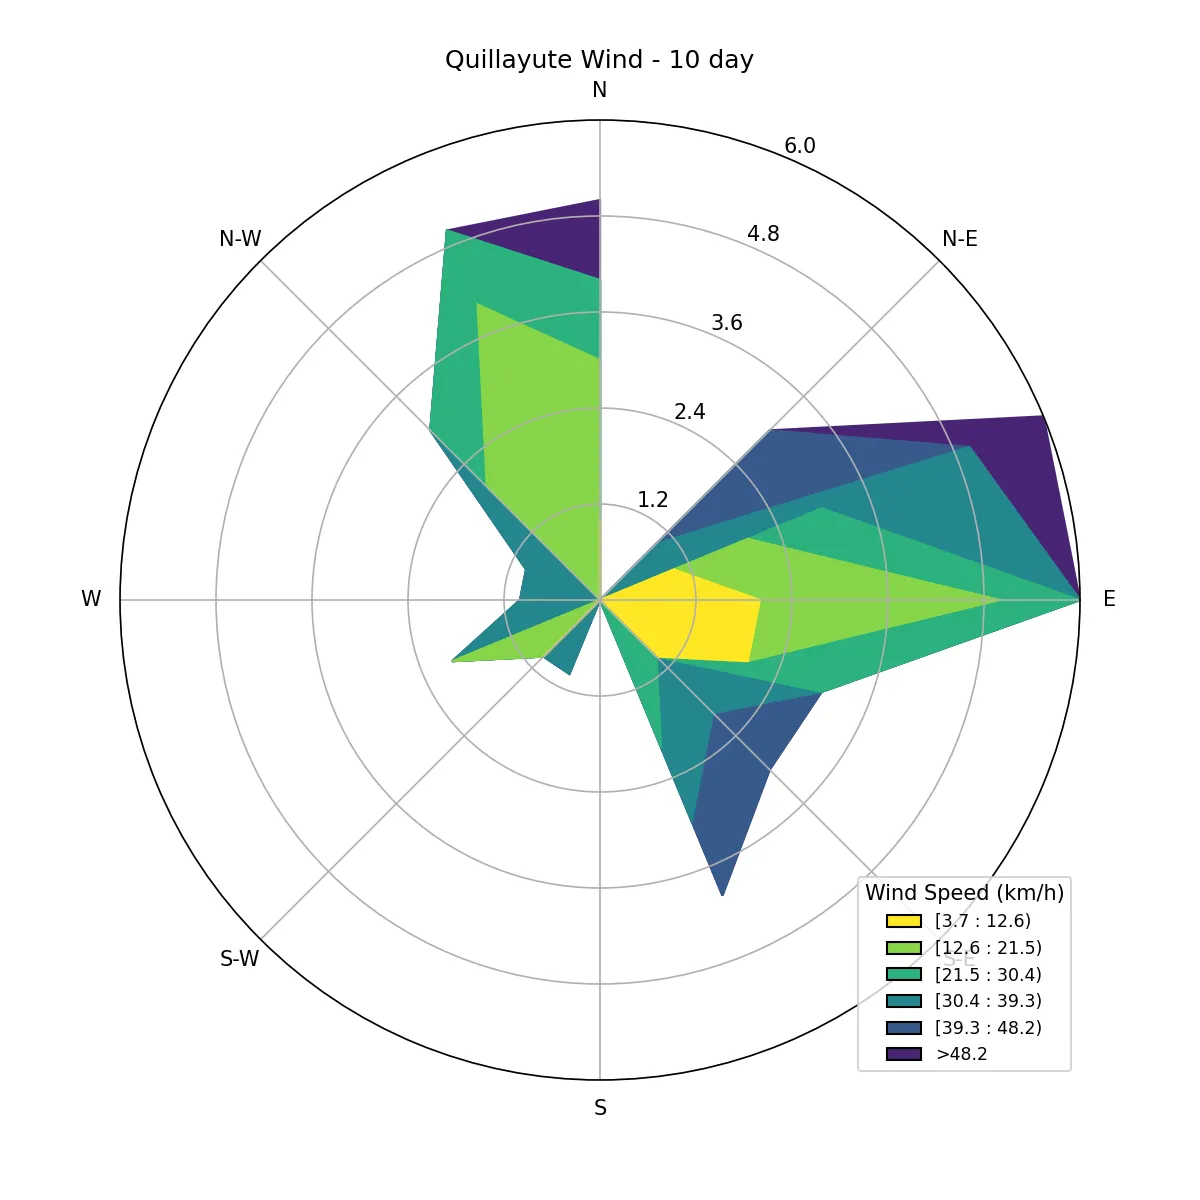 Quillayute Wind - 10 day
N
6.0
N-W
4.8
N-E
3.6
2.4
1.2
W
E
S-W
S-E
S
Wind Speed (km/h)
[3.7 : 12.6)
[12.6 : 21.5)
[21.5 : 30.4)
[30.4 : 39.3)
[39.3 : 48.2)
>48.2